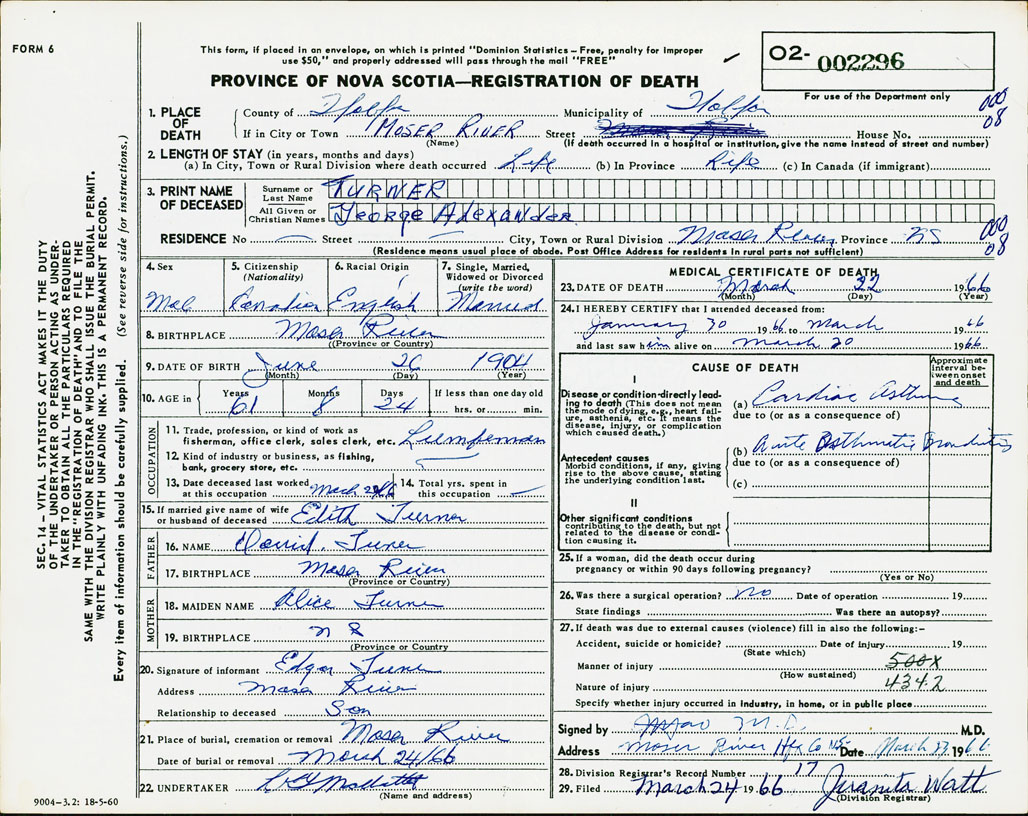 FORM 6
This form, if placed in an envelope, on which is printed "Dominion Statistics – Free, penalty for improper
use $50," and properly addressed will pass through the mail "FREE"
PROVINCE OF NOVA SCOTIA—REGISTRATION OF DEATH
O2- 002296
For use of the Department only
1. PLACE OF DEATH
County of Halifax Municipality of Halifax
000
08
If in City or Town MOSER RIVER Street House No.
(Name) (If death occurred in a hospital or institution, give the name instead of street and number)
2. LENGTH OF STAY (in years, months and days)
(a) In City, Town or Rural Division where death occurred Life (b) In Province Life (c) In Canada (if immigrant)
3. PRINT NAME OF DECEASED
Surname or Last Name TURNER
All Given or Christian Names George Alexander
RESIDENCE No Street City, Town or Rural Division Moser River Province NS
000
08
(Residence means usual place of abode. Post Office Address for residents in rural parts not sufficient)
4. Sex 5. Citizenship (Nationality) 6. Racial Origin 7. Single, Married, Widowed or Divorced (write the word)
Male Canadian English Married
8. BIRTHPLACE Moser River
(Province or Country)
9. DATE OF BIRTH June 26 1904
(Month) (Day) (Year)
10. AGE in Years Months Days If less than one day old
61 8 24 hrs. or min.
OCCUPATION
11. Trade, profession, or kind of work as
fisherman, office clerk, sales clerk, etc.
12. Kind of industry or business, as fishing,
bank, grocery store, etc.
13. Date deceased last worked at this occupation 14. Total yrs. spent in this occupation
15. If married give name of wife
or husband of deceased Edith Turner
FATHER
16. NAME David Turner
17. BIRTHPLACE Moser River
(Province or Country)
MOTHER
18. MAIDEN NAME Alice Turner
19. BIRTHPLACE N S
(Province or Country
20. Signature of informant Edgar Turner
Address Moser River
Relationship to deceased Son
21. Place of burial, cremation or removal Moser River
Date of burial or removal March 24/66
22. UNDERTAKER
(Name and address)
9004–3.2: 18-5-60
MEDICAL CERTIFICATE OF DEATH
23. DATE OF DEATH March 22 1966
(Month) (Day) (Year)
24. I HEREBY CERTIFY that I attended deceased from:
January 30 1966 to March 66
and last saw him alive on March 20 1966
CAUSE OF DEATH
Approximate interval between onset and death
I
Disease or condition directly leading to death (This does not mean the mode of dying, e.g., heart failure, asthenia, etc. It means the disease, injury, or complication which caused death.)
(a) Cardiac Asthma
due to (or as a consequence of)
Antecedent causes
Morbid conditions, if any, giving rise to the above cause, stating the underlying condition last.
(b) Acute Asthmatic Bronchitis
due to (or as a consequence of)
(c)
II
Other significant conditions
contributing to the death, but not related to the disease or condition causing it.
25. If a woman, did the death occur during
pregnancy or within 90 days following pregnancy?
(Yes or No)
26. Was there a surgical operation? no Date of operation 19
State findings Was there an autopsy?
27. If death was due to external causes (violence) fill in also the following:–
Accident, suicide or homicide? Date of injury 19
(State which)
Manner of injury 500X
(How sustained)
Nature of injury 434.2
Specify whether injury occurred in industry, in home, or in public place
Signed by M.D. M.D.
Address Moser River Hfx Co NS Date March 1966
28. Division Registrar's Record Number 17
29. Filed March 24 1966 Juanita Watt
(Division Registrar)
SEC. 14 – VITAL STATISTICS ACT MAKES IT THE DUTY
OF THE UNDERTAKER OR PERSON ACTING AS UNDER-
TAKER TO OBTAIN ALL THE PARTICULARS REQUIRED
IN THE "REGISTRATION OF DEATH" AND TO FILE THE
SAME WITH THE DIVISION REGISTRAR WHO SHALL ISSUE THE BURIAL PERMIT.
WRITE PLAINLY WITH UNFADING INK. THIS IS A PERMANENT RECORD.
Every item of information should be carefully supplied. (See reverse side for instructions.)